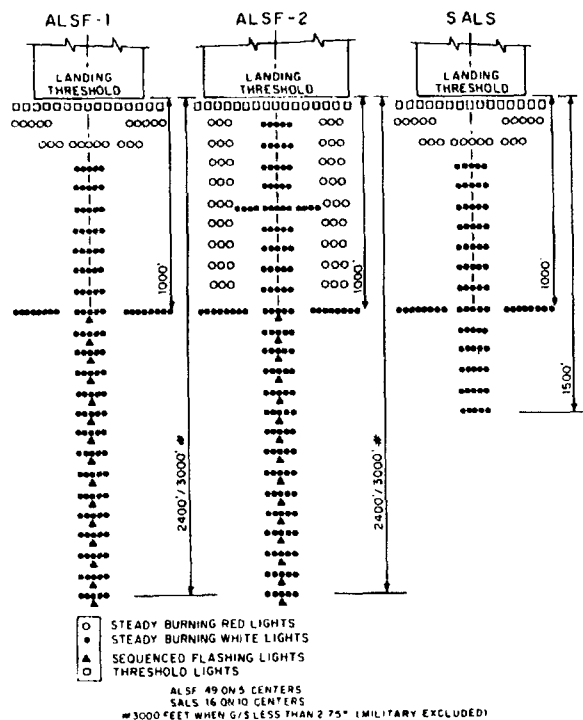 ALSF-1
ALSF-2
SALS
LANDING THRESHOLD
LANDING THRESHOLD
LANDING THRESHOLD
1000'
1000'
1000'
1500'
2400'/3000' #
2400'/3000' #
STEADY BURNING RED LIGHTS
STEADY BURNING WHITE LIGHTS
SEQUENCED FLASHING LIGHTS
THRESHOLD LIGHTS
ALSF 49 ON 5 CENTERS
SALS 16 ON 10 CENTERS
#3000 FEET WHEN G/S LESS THAN 2 75° (MILITARY EXCLUDED)